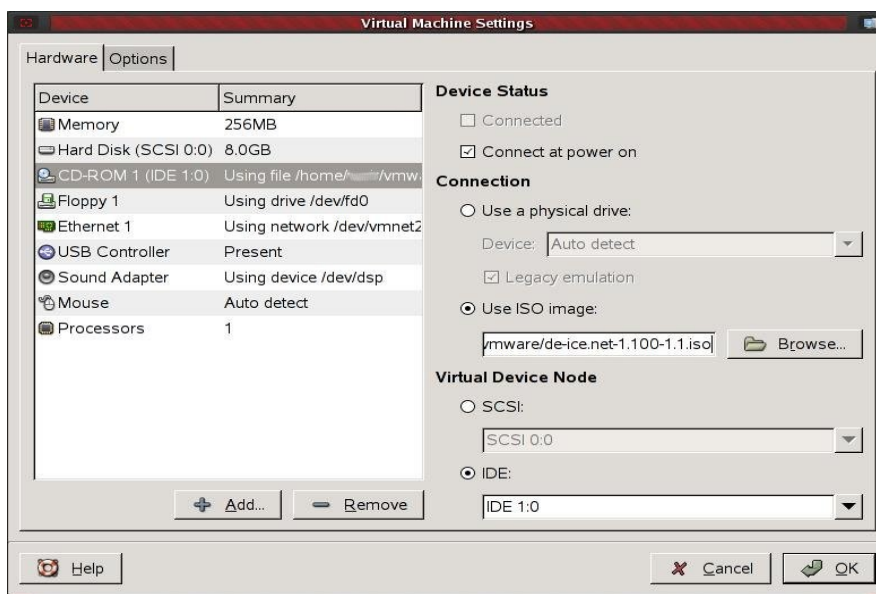 Virtual Machine Settings
Hardware Options
Device Summary
Memory 256MB
Hard Disk (SCSI 0:0) 8.0GB
CD-ROM 1 (IDE 1:0) Using file /home/ /vmw
Floppy 1 Using drive /dev/fd0
Ethernet 1 Using network /dev/vmnet2
USB Controller Present
Sound Adapter Using device /dev/dsp
Mouse Auto detect
Processors 1
Add... Remove
Device Status
Connected
Connect at power on
Connection
Use a physical drive:
Device: Auto detect
Legacy emulation
Use ISO image:
vmware/de-ice.net-1.100-1.1.iso Browse...
Virtual Device Node
SCSI:
SCSI 0:0
IDE:
IDE 1:0
Help Cancel OK